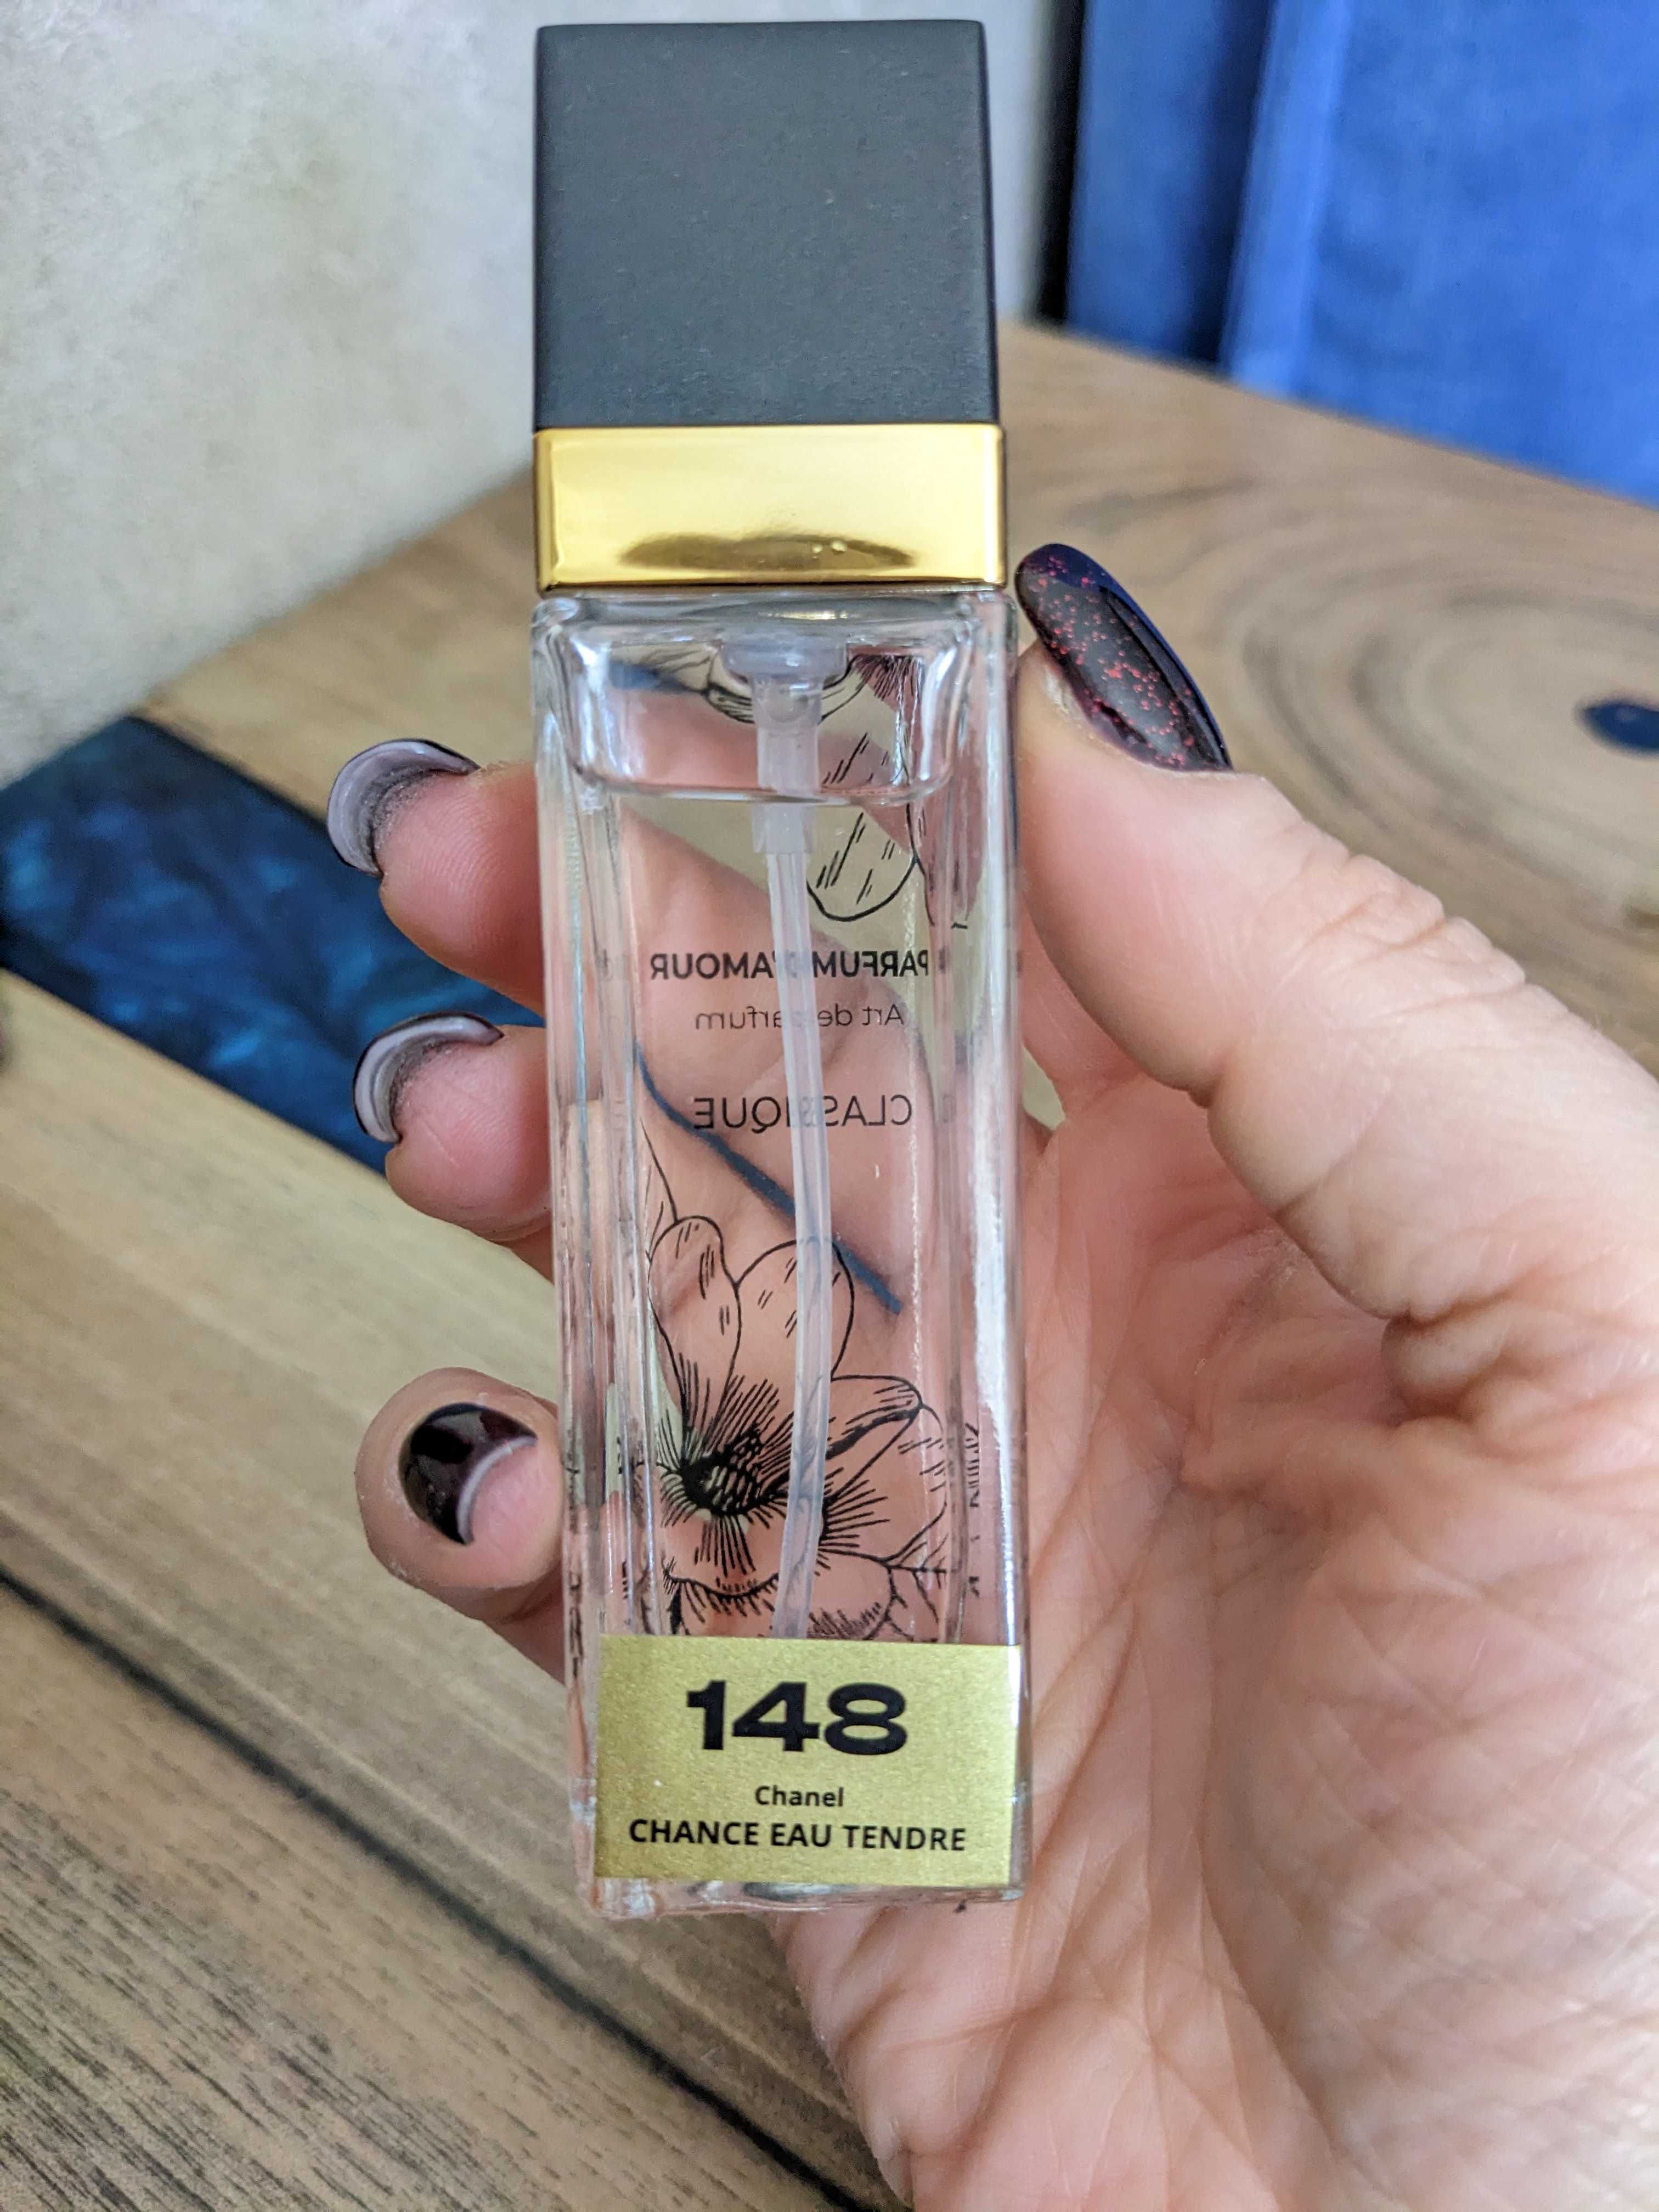 PARFUM D'AMOUR
Art de parfum
CLASSIQUE
148
Chanel
CHANCE EAU TENDRE